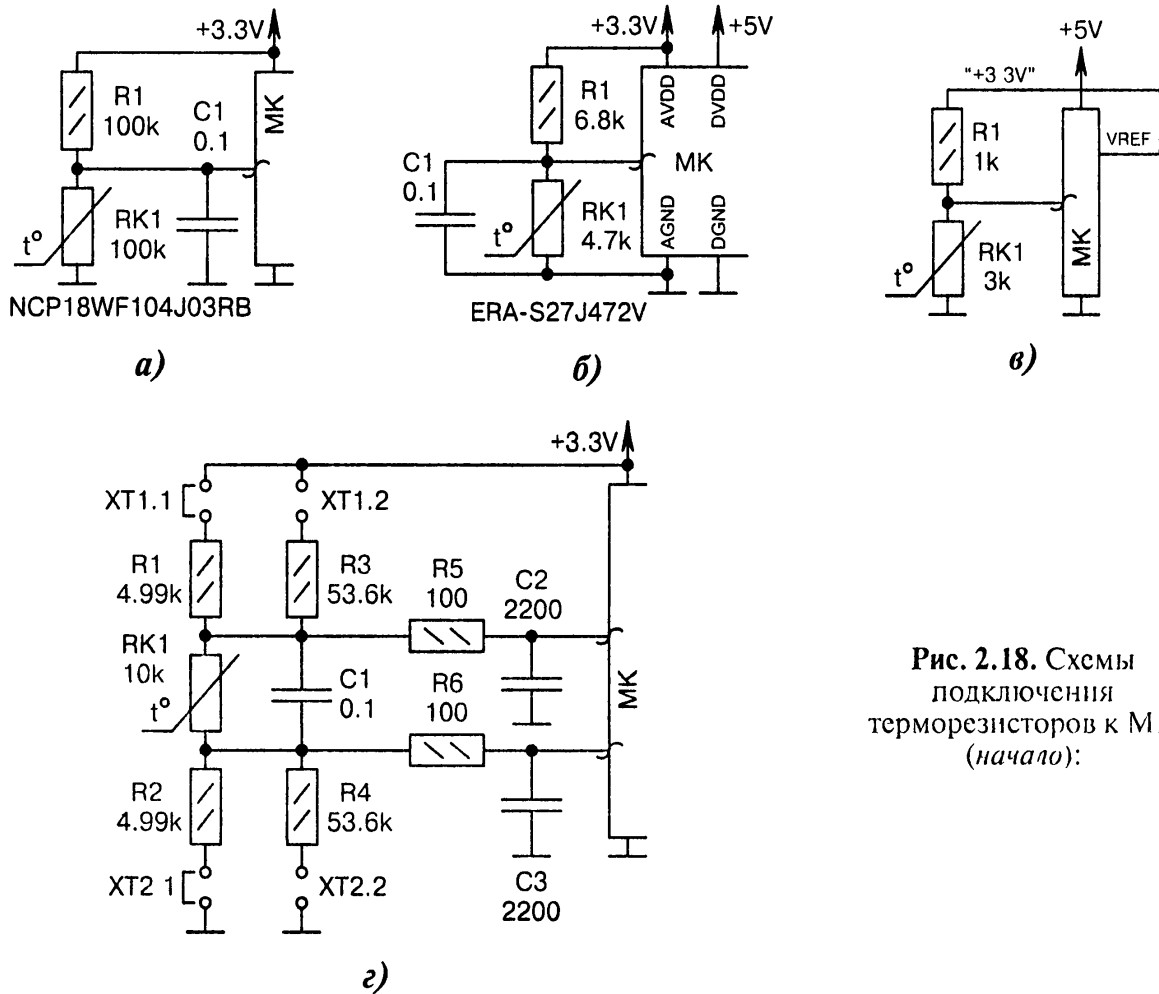 +3.3V
R1
100k
C1
0.1
MK
RK1
100k
t°
NCP18WF104J03RB
а)
+3.3V
+5V
R1
6.8k
AVDD
DVDD
C1
0.1
MK
RK1
4.7k
t°
AGND
DGND
ERA-S27J472V
б)
+5V
"+3 3V"
R1
1k
VREF
RK1
3k
t°
MK
в)
+3.3V
XT1.1
XT1.2
R1
4.99k
R3
53.6k
R5
100
C2
2200
RK1
10k
t°
C1
0.1
R6
100
MK
R2
4.99k
R4
53.6k
XT2 1
XT2.2
C3
2200
г)
Рис. 2.18. Схемы
подключения
терморезисторов к М
(начало):